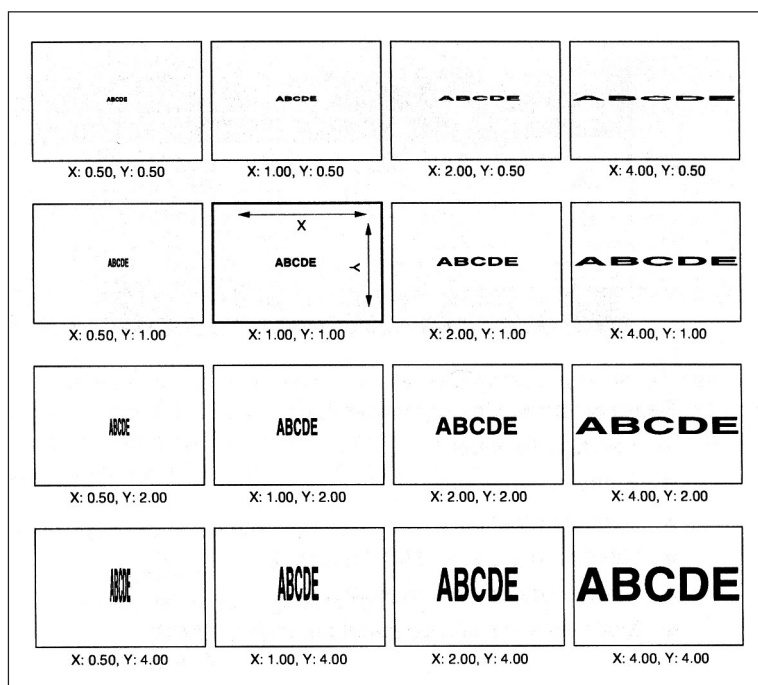 ABCDE ABCDE ABCDE ABCDE
X: 0.50, Y: 0.50 X: 1.00, Y: 0.50 X: 2.00, Y: 0.50 X: 4.00, Y: 0.50
X
Y
ABCDE ABCDE ABCDE ABCDE
X: 0.50, Y: 1.00 X: 1.00, Y: 1.00 X: 2.00, Y: 1.00 X: 4.00, Y: 1.00
ABCDE ABCDE ABCDE ABCDE
X: 0.50, Y: 2.00 X: 1.00, Y: 2.00 X: 2.00, Y: 2.00 X: 4.00, Y: 2.00
ABCDE ABCDE ABCDE ABCDE
X: 0.50, Y: 4.00 X: 1.00, Y: 4.00 X: 2.00, Y: 4.00 X: 4.00, Y: 4.00